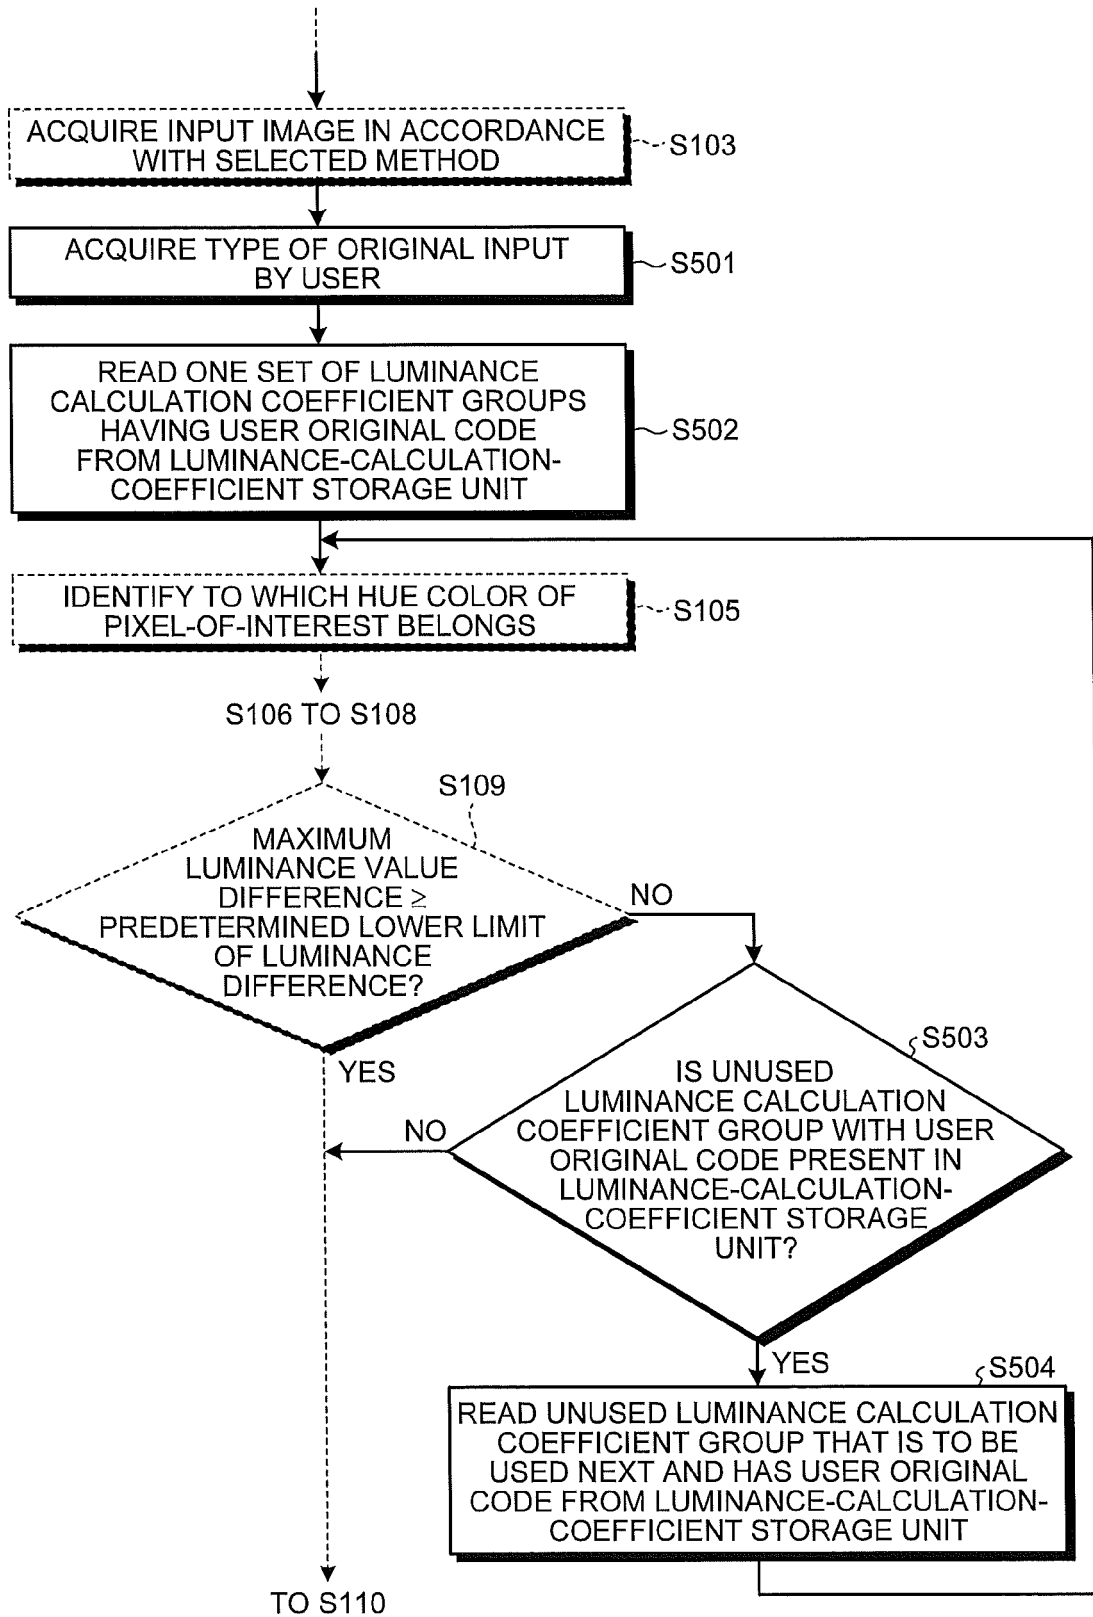 ACQUIRE INPUT IMAGE IN ACCORDANCE
WITH SELECTED METHOD
S103
ACQUIRE TYPE OF ORIGINAL INPUT
BY USER
S501
READ ONE SET OF LUMINANCE
CALCULATION COEFFICIENT GROUPS
HAVING USER ORIGINAL CODE
FROM LUMINANCE-CALCULATION-
COEFFICIENT STORAGE UNIT
S502
IDENTIFY TO WHICH HUE COLOR OF
PIXEL-OF-INTEREST BELONGS
S105
S106 TO S108
S109
MAXIMUM
LUMINANCE VALUE
DIFFERENCE ≥
PREDETERMINED LOWER LIMIT
OF LUMINANCE
DIFFERENCE?
NO
YES
S503
IS UNUSED
LUMINANCE CALCULATION
COEFFICIENT GROUP WITH USER
ORIGINAL CODE PRESENT IN
LUMINANCE-CALCULATION-
COEFFICIENT STORAGE
UNIT?
NO
YES
S504
READ UNUSED LUMINANCE CALCULATION
COEFFICIENT GROUP THAT IS TO BE
USED NEXT AND HAS USER ORIGINAL
CODE FROM LUMINANCE-CALCULATION-
COEFFICIENT STORAGE UNIT
TO S110